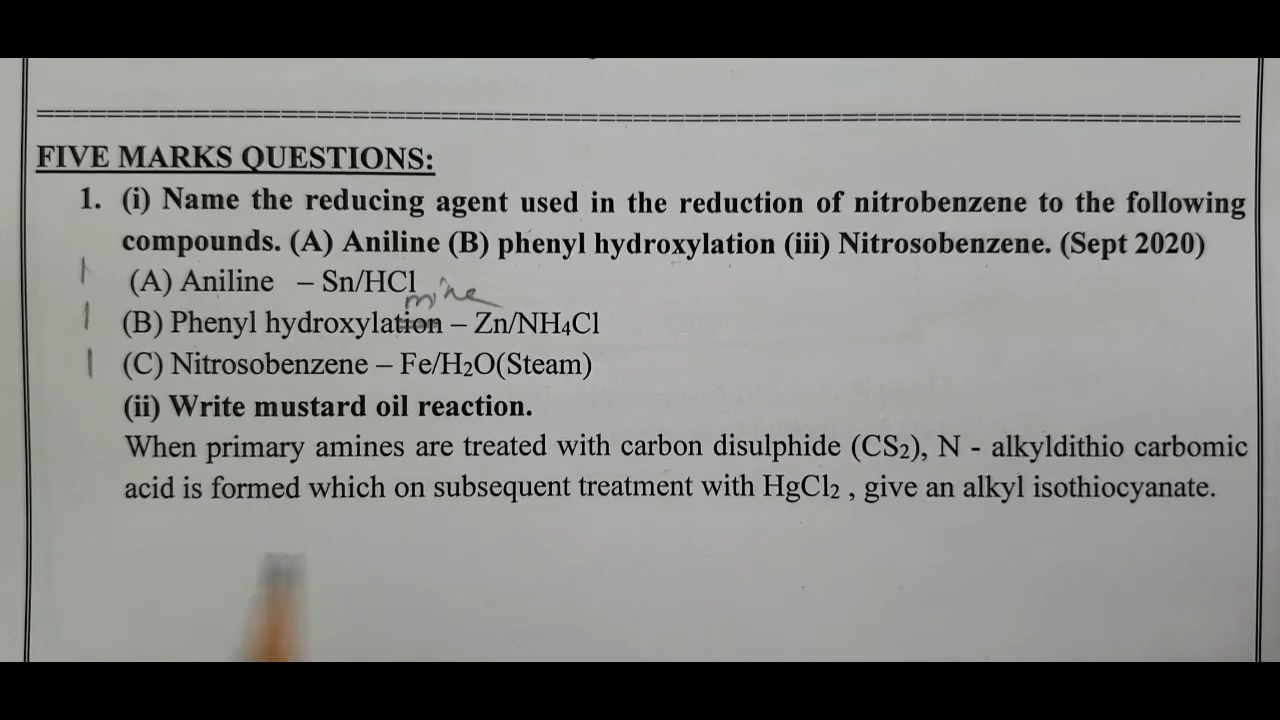 FIVE MARKS QUESTIONS:
1. (i) Name the reducing agent used in the reduction of nitrobenzene to the following
compounds. (A) Aniline (B) phenyl hydroxylation (iii) Nitrosobenzene. (Sept 2020)
(A) Aniline – Sn/HCl
mine
(B) Phenyl hydroxylation – Zn/NH4Cl
(C) Nitrosobenzene – Fe/H2O(Steam)
(ii) Write mustard oil reaction.
When primary amines are treated with carbon disulphide (CS2), N - alkyldithio carbomic
acid is formed which on subsequent treatment with HgCl2 , give an alkyl isothiocyanate.